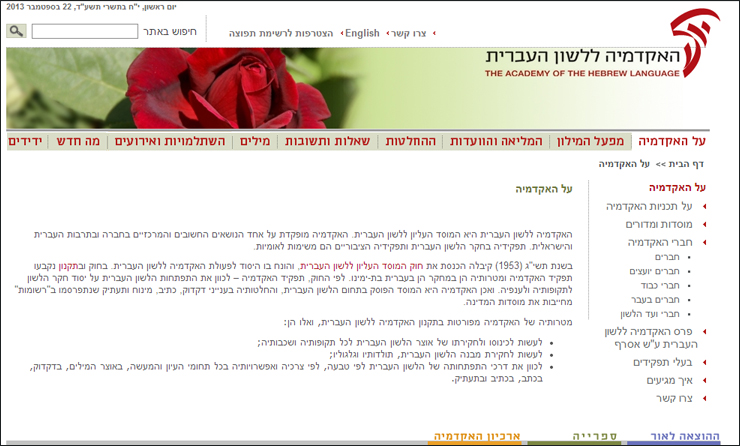 יום ראשון, י"ח בתשרי תשע"ד, 22 בספטמבר 2013
צרו קשר English הצטרפות לרשימת תפוצה
חיפוש באתר
האקדמיה ללשון העברית
THE ACADEMY OF THE HEBREW LANGUAGE
על האקדמיה מפעל המילון המליאה והוועדות ההחלטות שאלות ותשובות מילים השתלמויות ואירועים מה חדש ידידים
דף הבית >> על האקדמיה
על האקדמיה
על תכניות האקדמיה
מוסדות ומדורים
חברי האקדמיה
חברים
חברים יועצים
חברי כבוד
חברים בעבר
חברי ועד הלשון
פרס האקדמיה ללשון
העברית ע"ש אסרף
בעלי תפקידים
איך מגיעים
צרו קשר
על האקדמיה
האקדמיה ללשון העברית היא המוסד העליון ללשון העברית. האקדמיה מופקדת על אחד הנושאים החשובים והמרכזיים בחברה ובתרבות העברית
והישראלית. תפקידיה בחקר הלשון העברית ותפקידיה הציבוריים הם משימות לאומיות.
בשנת תשי"ג (1953) קיבלה הכנסת את חוק המוסד העליון ללשון העברית, והונח בו היסוד לפעולת האקדמיה ללשון העברית. בחוק ובתקנון נקבעו
תפקיד האקדמיה ומטרותיה הן במחקר הן בעברית בת-ימינו. לפי החוק, תפקיד האקדמיה – לכוון את התפתחות הלשון העברית על יסוד חקר הלשון
לתקופותיה ולענפיה. ואכן האקדמיה היא המוסד הפוסק בתחום הלשון העברית, והחלטותיה בענייני דקדוק, כתיב, מינוח ותעתיק שנתפרסמו ב"רשומות"
מחייבות את מוסדות המדינה.
מטרותיה של האקדמיה מפורטות בתקנון האקדמיה ללשון העברית, ואלו הן:
לעשות לכינוסו ולחקירתו של אוצר הלשון העברית לכל תקופותיה ושכבותיה;
לעשות לחקירת מבנה הלשון העברית, תולדותיו וגלגוליו;
לכוון את דרכי התפתחותה של הלשון העברית לפי טבעה, לפי צרכיה ואפשרויותיה בכל תחומי העיון והמעשה, באוצר המילים, בדקדוק,
בכתב, בכתיב ובתעתיק.
ההוצאה לאור ספרייה ארכיון האקדמיה